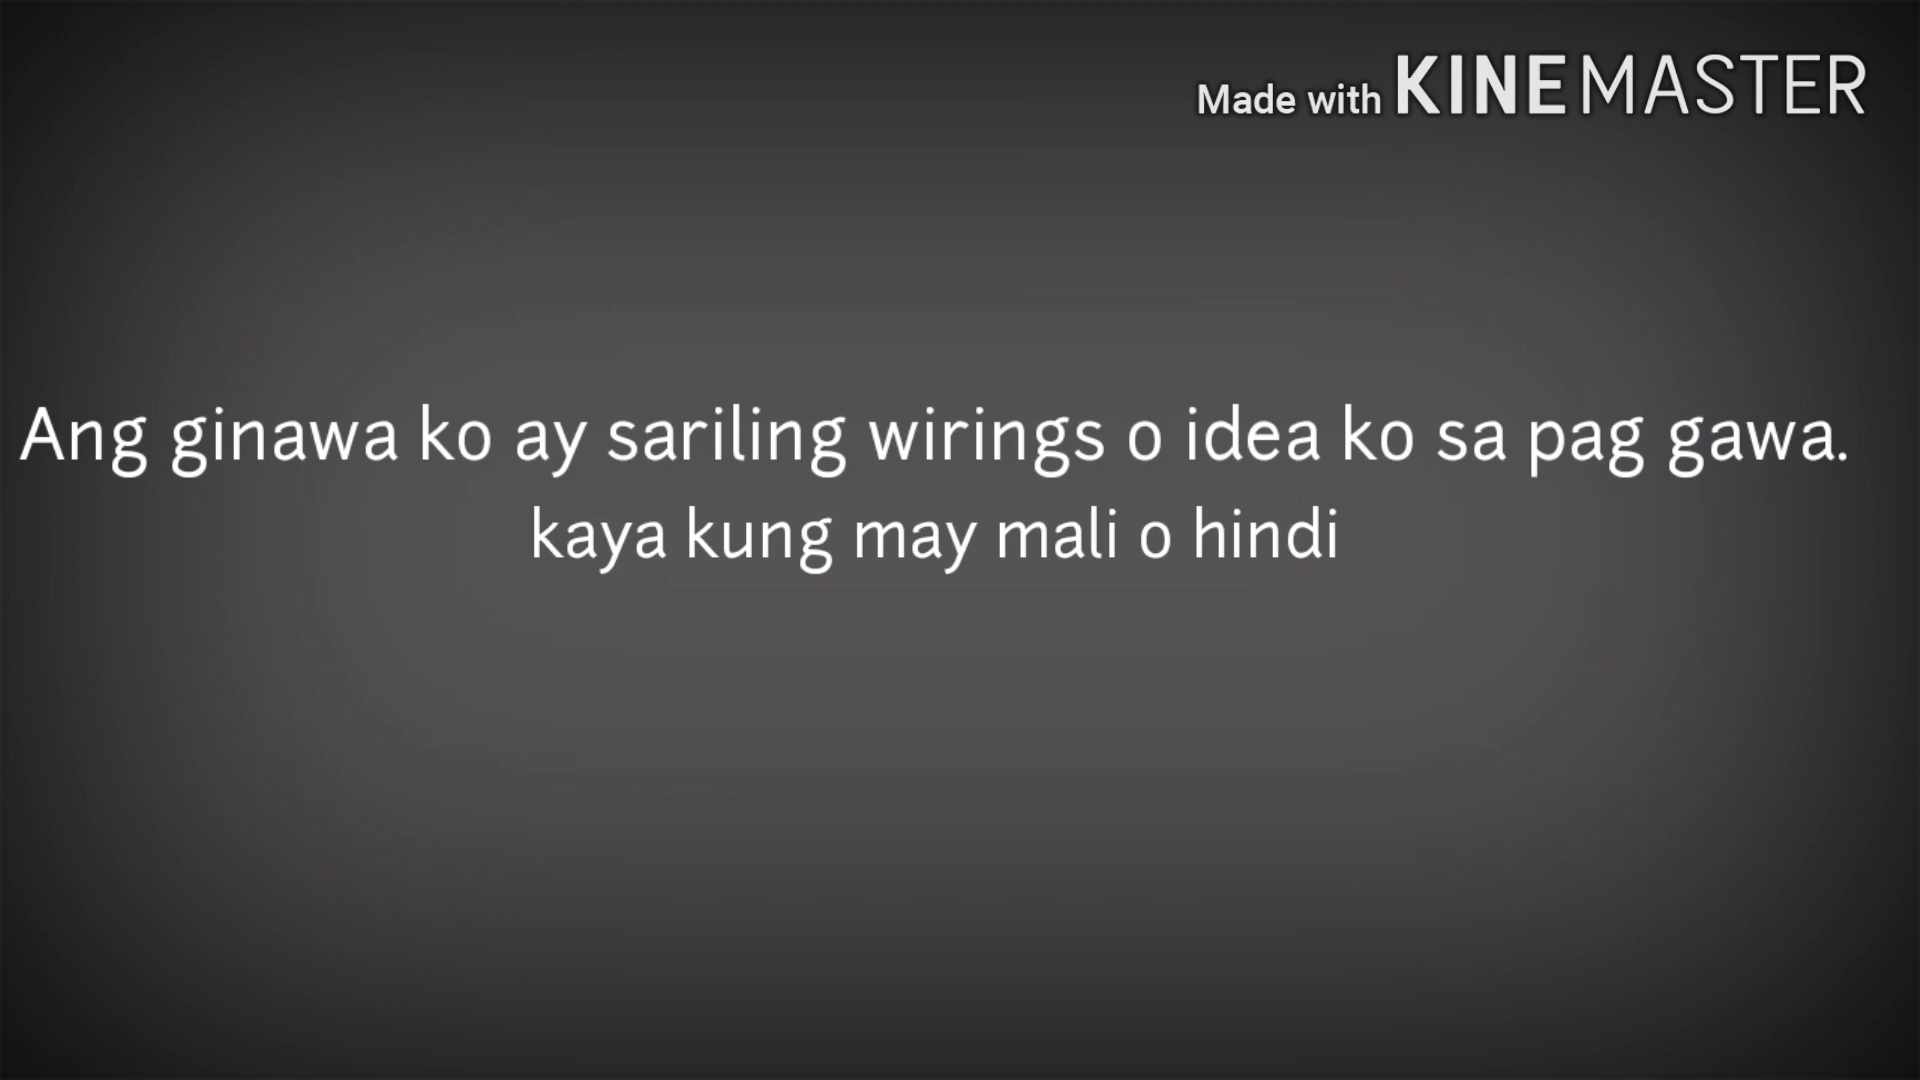 Made with KINEMASTER
Ang ginawa ko ay sariling wirings o idea ko sa pag gawa.
kaya kung may mali o hindi